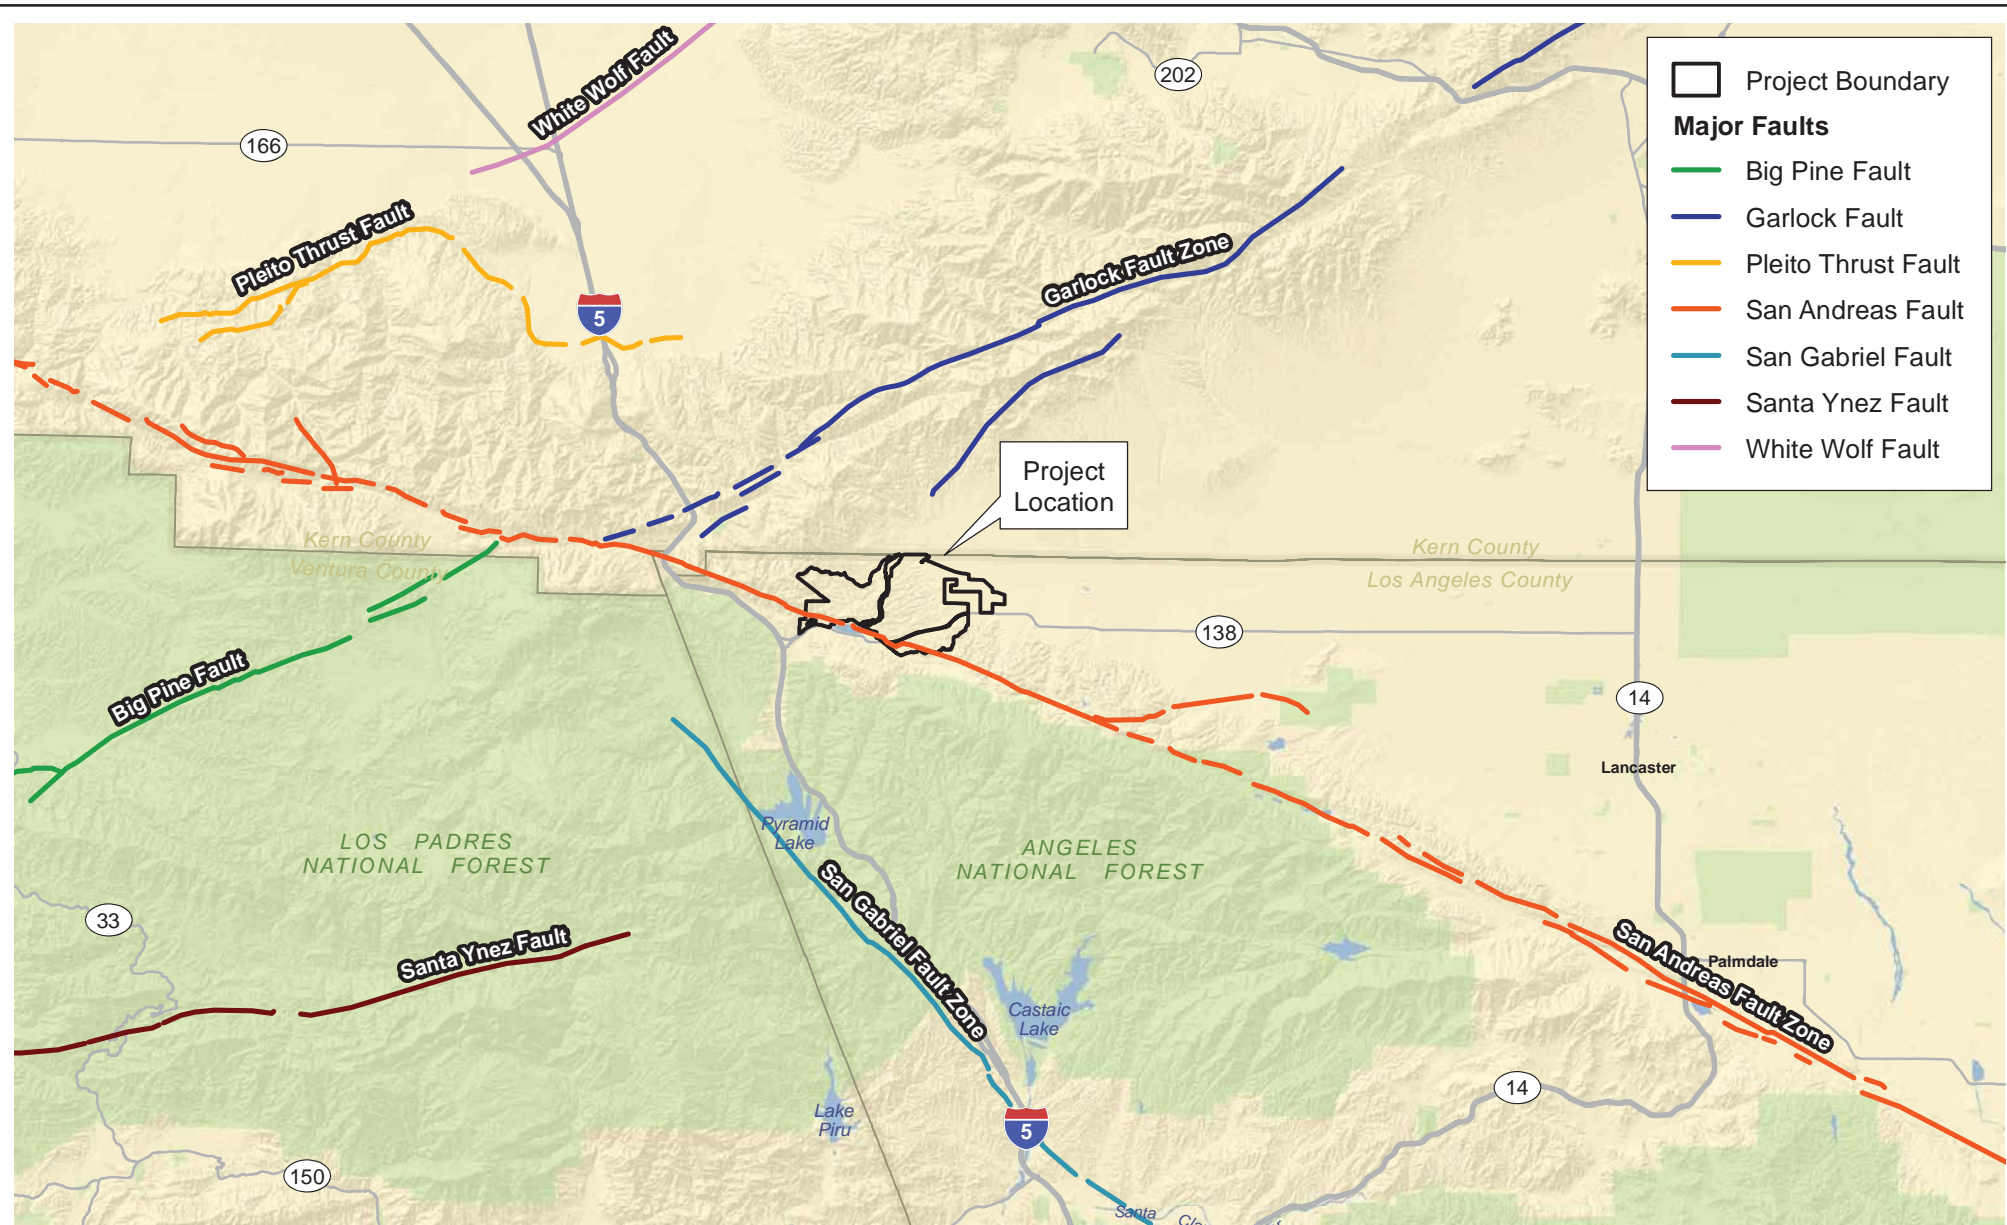 White Wolf Fault
202
166
Pleito Thrust Fault
5
Garlock Fault Zone
Project Boundary
Major Faults
Big Pine Fault
Garlock Fault
Pleito Thrust Fault
San Andreas Fault
San Gabriel Fault
Santa Ynez Fault
White Wolf Fault
Project
Location
Kern County
Ventura County
Kern County
Los Angeles County
138
Big Pine Fault
14
Lancaster
Pyramid
Lake
LOS PADRES
NATIONAL FOREST
ANGELES
NATIONAL FOREST
San Gabriel Fault Zone
33
Santa Ynez Fault
San Andreas Fault Zone
Palmdale
Castaic
Lake
14
Lake
Piru
5
150
Santa